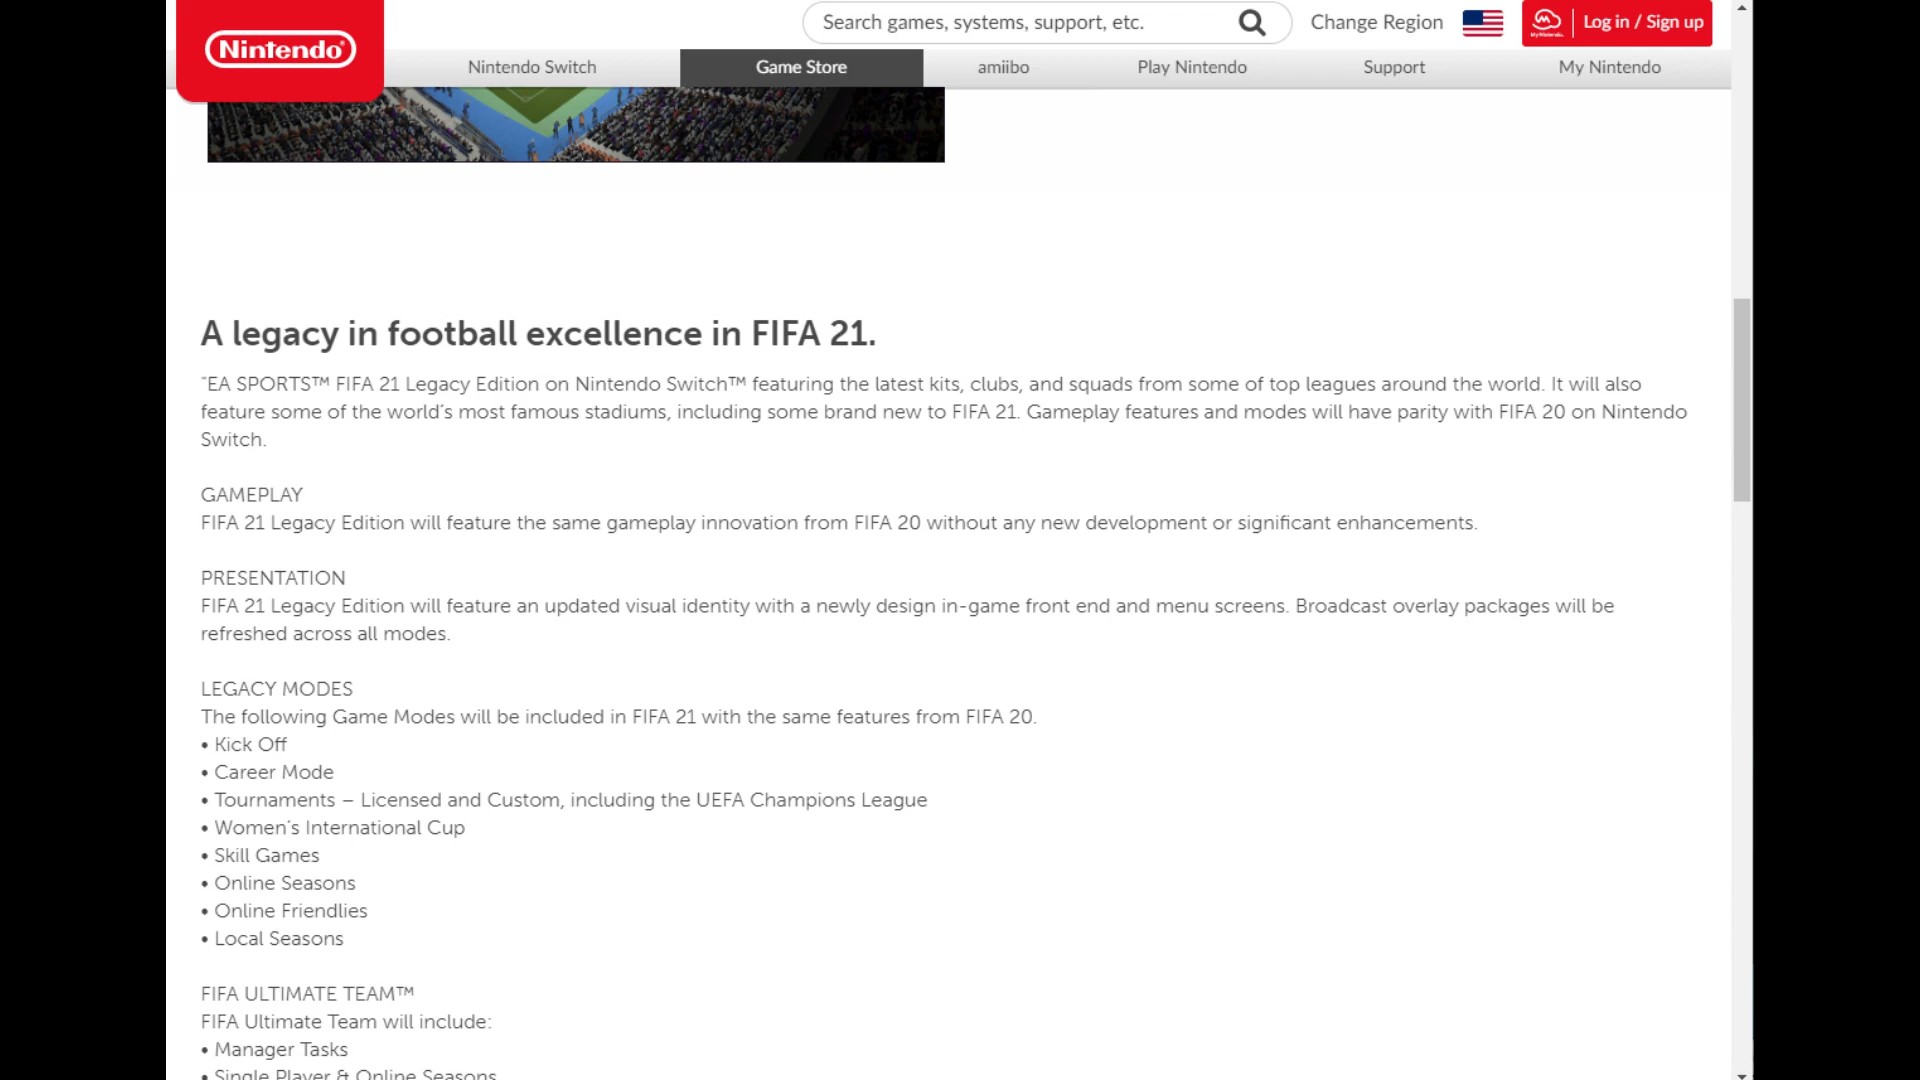 Nintendo®
Search games, systems, support, etc.
Change Region
My Nintendo
Log in / Sign up
Nintendo Switch
Game Store
amiibo
Play Nintendo
Support
My Nintendo
A legacy in football excellence in FIFA 21.
"EA SPORTS™ FIFA 21 Legacy Edition on Nintendo Switch™ featuring the latest kits, clubs, and squads from some of top leagues around the world. It will also
feature some of the world's most famous stadiums, including some brand new to FIFA 21. Gameplay features and modes will have parity with FIFA 20 on Nintendo
Switch.
GAMEPLAY
FIFA 21 Legacy Edition will feature the same gameplay innovation from FIFA 20 without any new development or significant enhancements.
PRESENTATION
FIFA 21 Legacy Edition will feature an updated visual identity with a newly design in-game front end and menu screens. Broadcast overlay packages will be
refreshed across all modes.
LEGACY MODES
The following Game Modes will be included in FIFA 21 with the same features from FIFA 20.
• Kick Off
• Career Mode
• Tournaments – Licensed and Custom, including the UEFA Champions League
• Women's International Cup
• Skill Games
• Online Seasons
• Online Friendlies
• Local Seasons
FIFA ULTIMATE TEAM™
FIFA Ultimate Team will include:
• Manager Tasks
• Single Player & Online Seasons